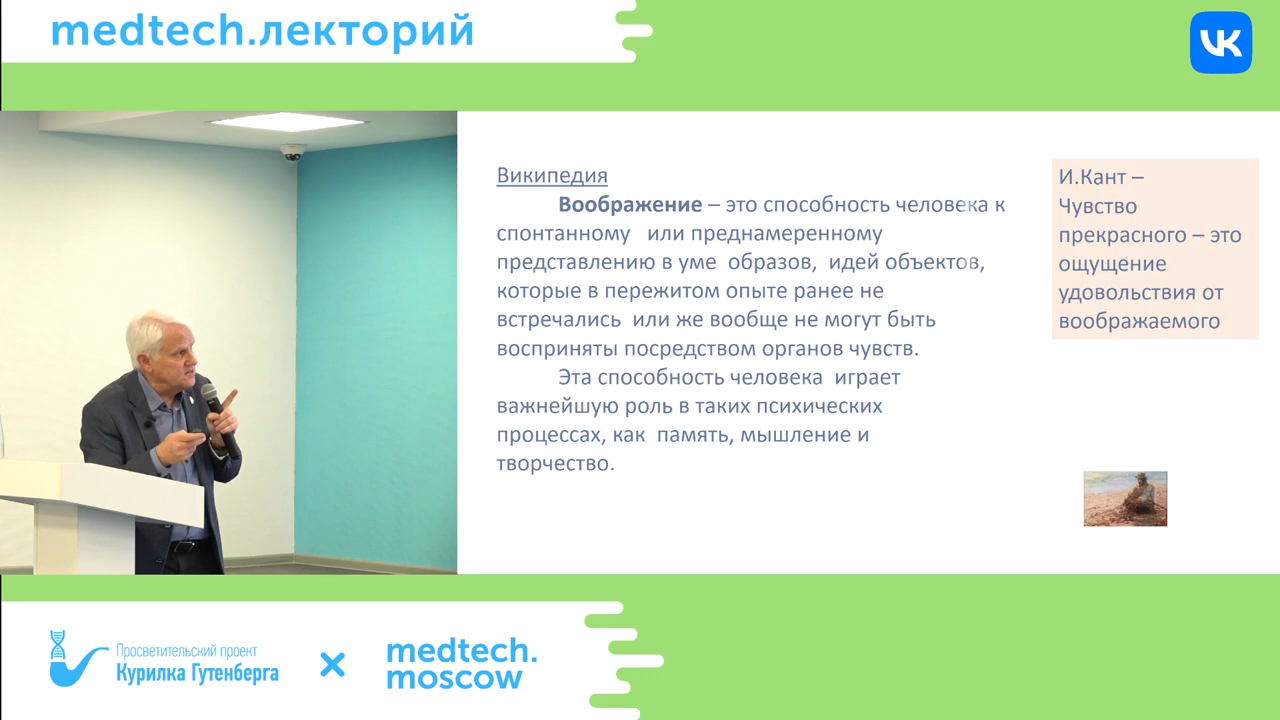 medtech.лекторий
VK
Википедия
Воображение – это способность человека к
спонтанному или преднамеренному
представлению в уме образов, идей объектов,
которые в пережитом опыте ранее не
встречались или же вообще не могут быть
восприняты посредством органов чувств.
Эта способность человека играет
важнейшую роль в таких психических
процессах, как память, мышление и
творчество.
И.Кант –
Чувство
прекрасного – это
ощущение
удовольствия от
воображаемого
Просветительский проект
Курилка Гутенберга
×
medtech.
moscow